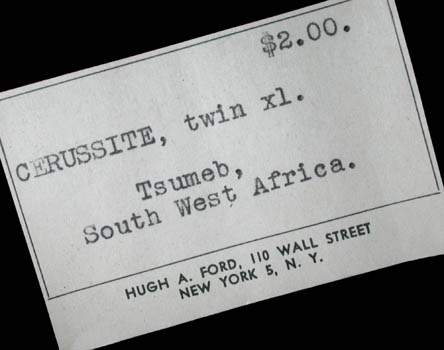 $2.00.
CERUSSITE, twin xl.
Tsumeb,
South West Africa.
HUGH A. FORD, 110 WALL STREET
NEW YORK 5, N. Y.